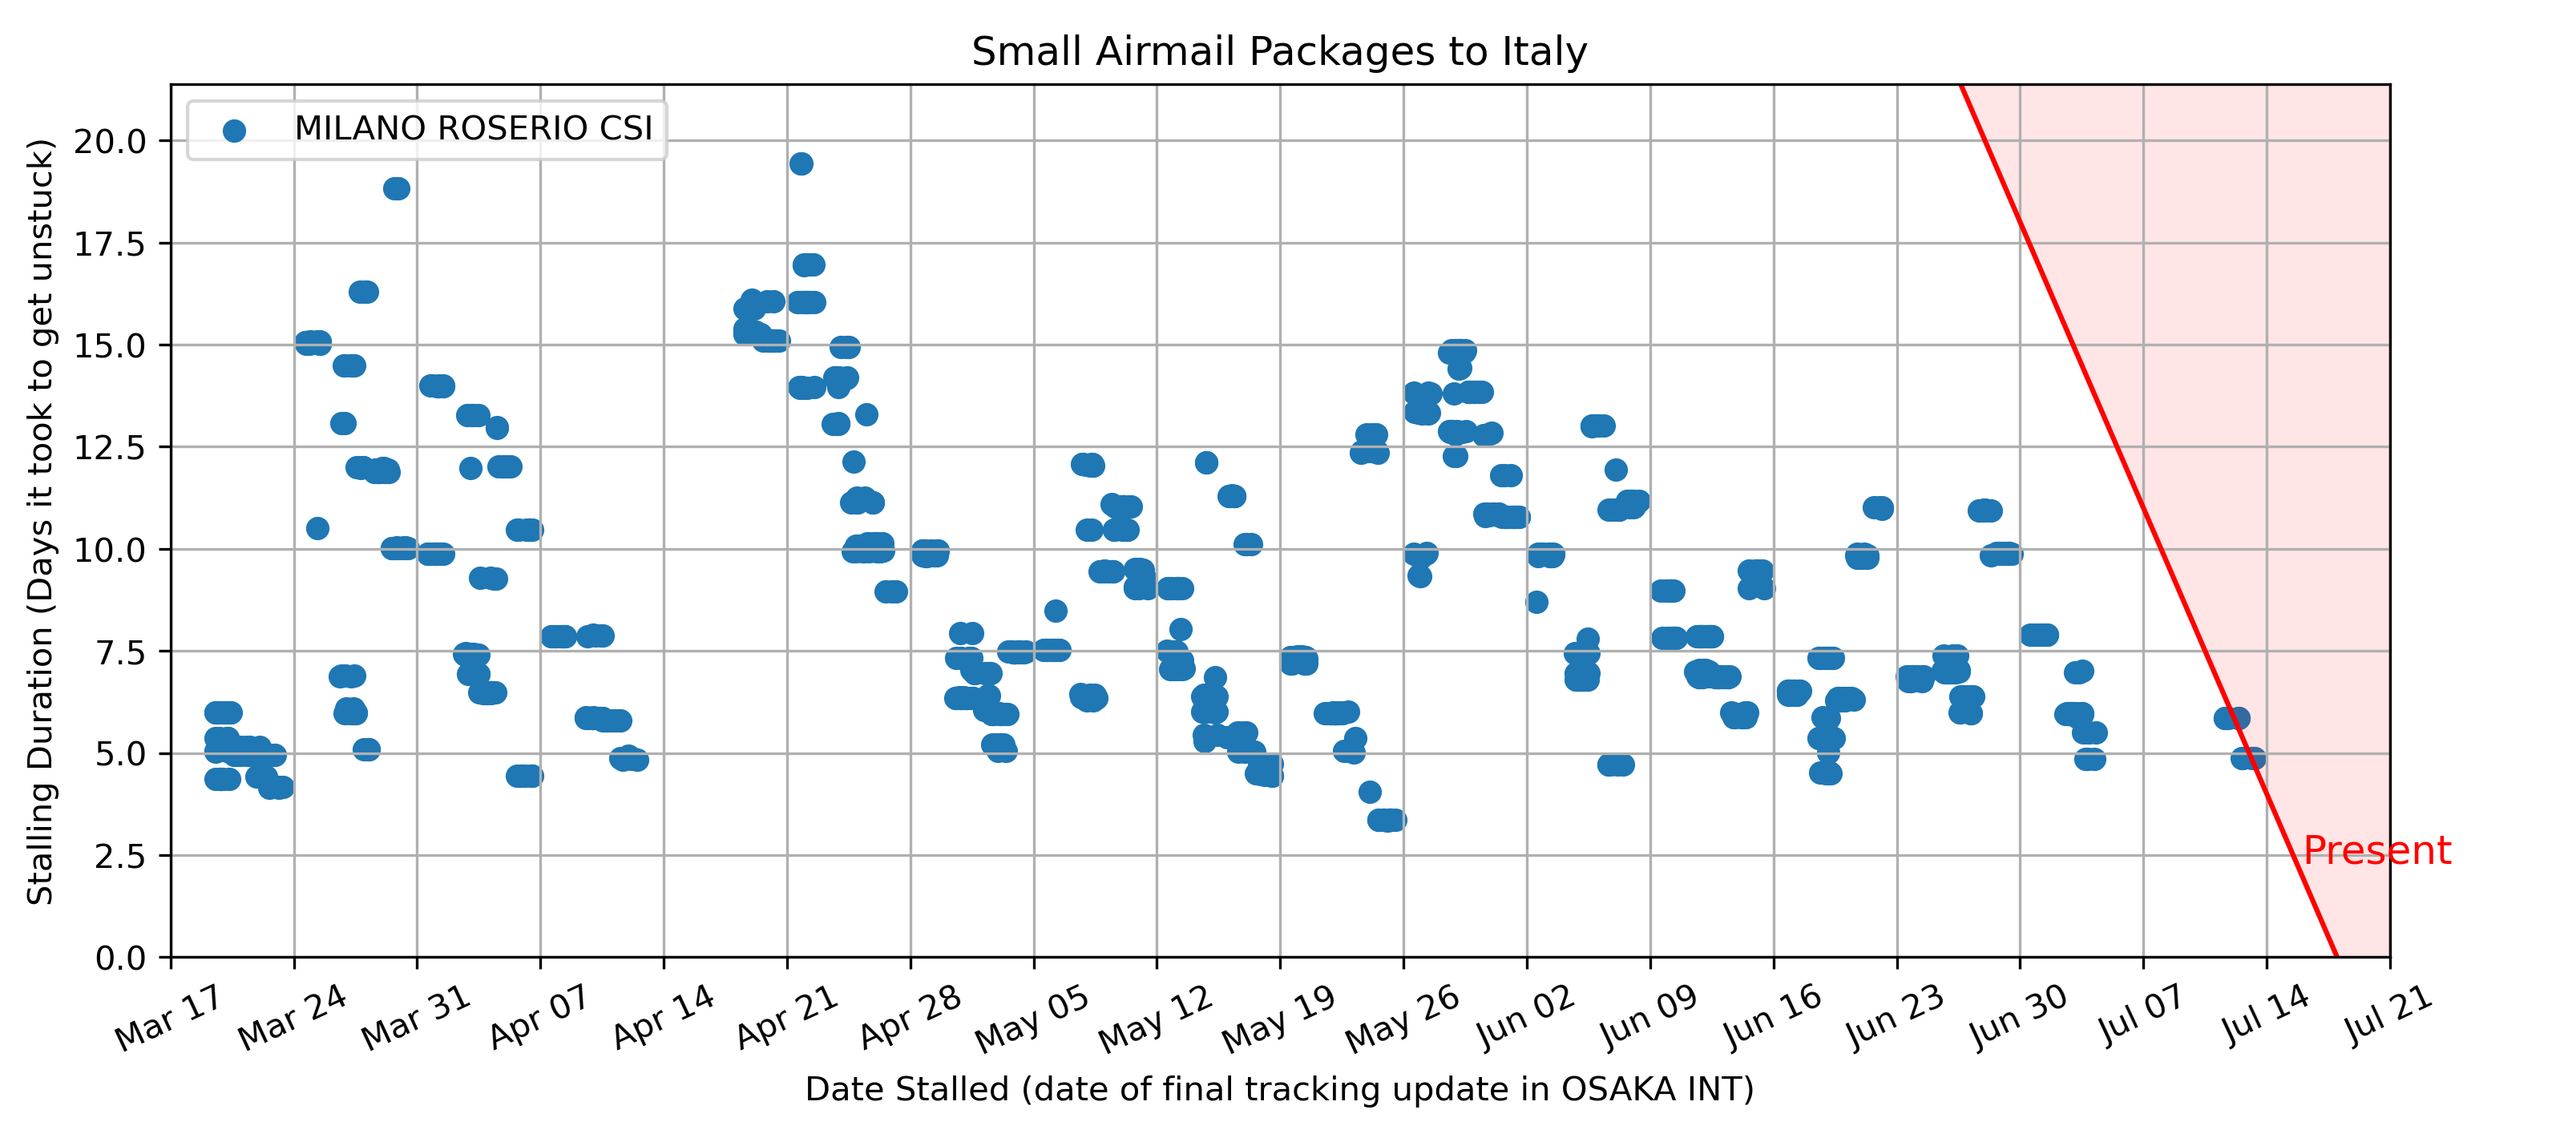 Small Airmail Packages to Italy
MILANO ROSERIO CSI
Stalling Duration (Days it took to get unstuck)
20.0
17.5
15.0
12.5
10.0
7.5
5.0
2.5
0.0
Present
Mar 17
Mar 24
Mar 31
Apr 07
Apr 14
Apr 21
Apr 28
May 05
May 12
May 19
May 26
Jun 02
Jun 09
Jun 16
Jun 23
Jun 30
Jul 07
Jul 14
Jul 21
Date Stalled (date of final tracking update in OSAKA INT)